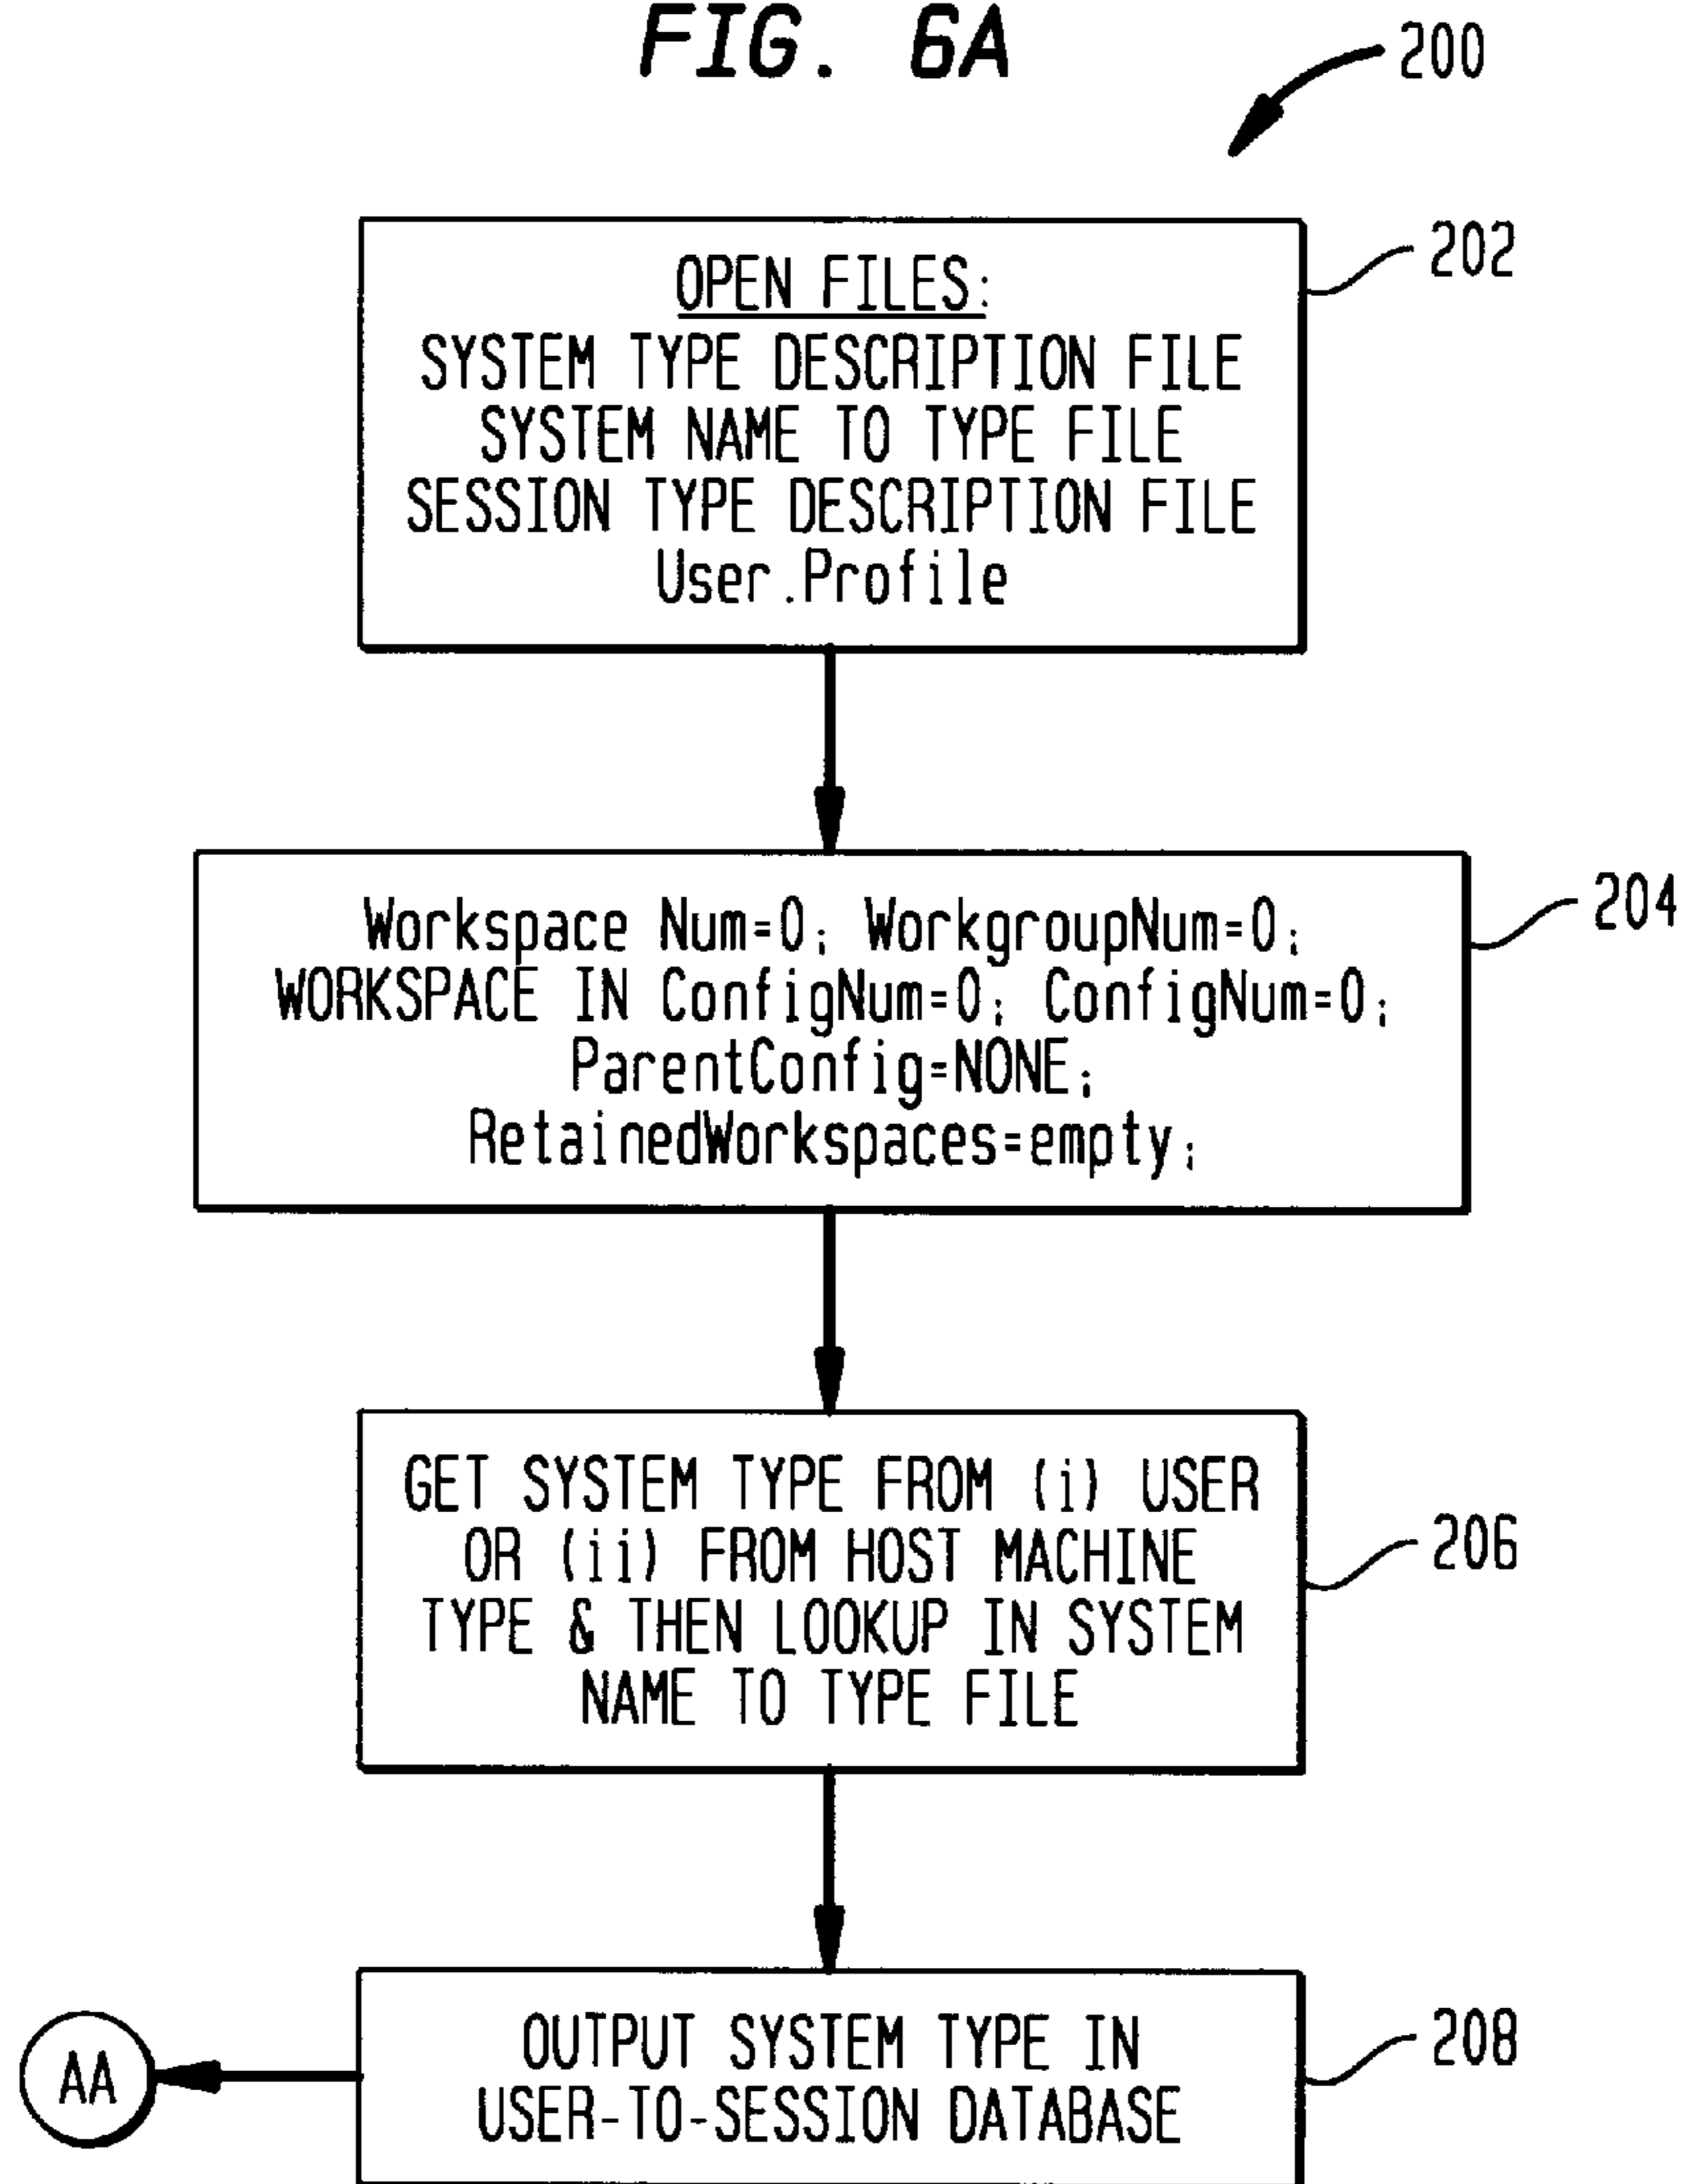 FIG. 6A
200
202
OPEN FILES:
SYSTEM TYPE DESCRIPTION FILE
SYSTEM NAME TO TYPE FILE
SESSION TYPE DESCRIPTION FILE
User.Profile
204
Workspace Num=0; WorkgroupNum=0;
WORKSPACE IN ConfigNum=0; ConfigNum=0;
ParentConfig=NONE;
RetainedWorkspaces=empty;
206
GET SYSTEM TYPE FROM (i) USER
OR (ii) FROM HOST MACHINE
TYPE & THEN LOOKUP IN SYSTEM
NAME TO TYPE FILE
208
OUTPUT SYSTEM TYPE IN
USER-TO-SESSION DATABASE
AA